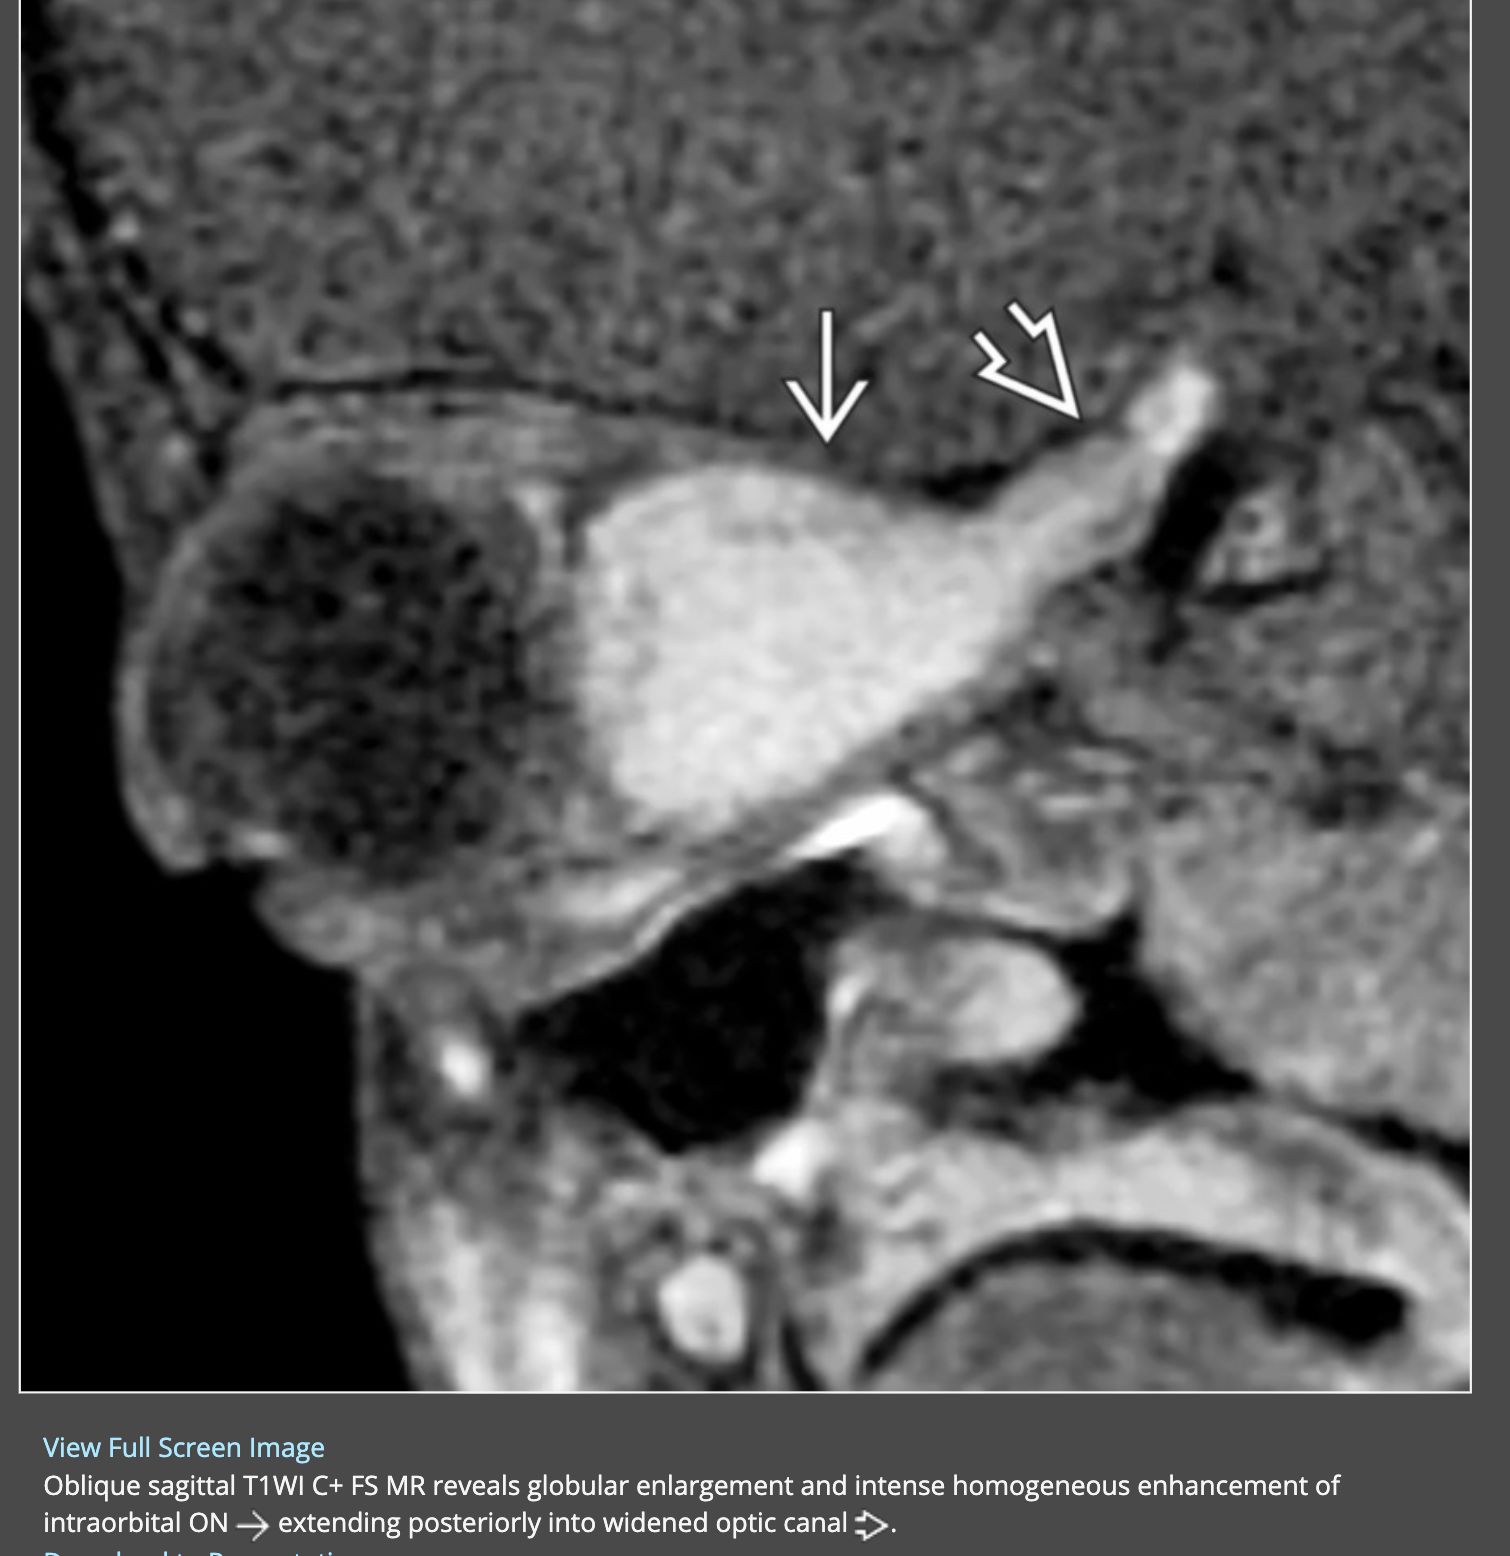 View Full Screen Image
Oblique sagittal T1WI C+ FS MR reveals globular enlargement and intense homogeneous enhancement of
intraorbital ON → extending posteriorly into widened optic canal ⇨.